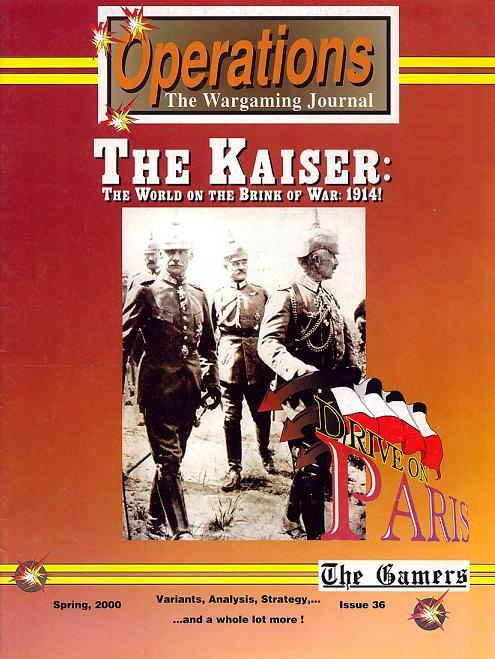 Operations
The Wargaming Journal
THE KAISER:
THE WORLD ON THE BRINK OF WAR: 1914!
DRIVE ON
PARIS
The Gamers
Spring, 2000
Variants, Analysis, Strategy,...
Issue 36
...and a whole lot more !